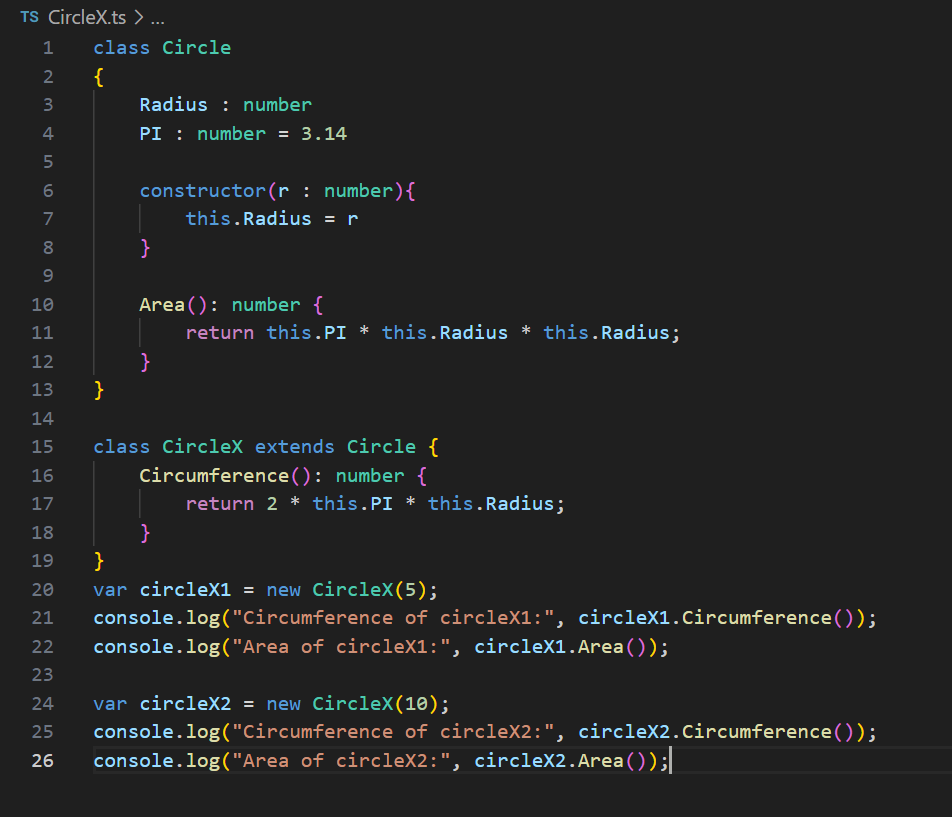 TS CircleX.ts > ...
1 class Circle
2 {
3     Radius : number
4     PI : number = 3.14
5
6     constructor(r : number){
7         this.Radius = r
8     }
9
10     Area(): number {
11         return this.PI * this.Radius * this.Radius;
12     }
13 }
14
15 class CircleX extends Circle {
16     Circumference(): number {
17         return 2 * this.PI * this.Radius;
18     }
19 }
20 var circleX1 = new CircleX(5);
21 console.log("Circumference of circleX1:", circleX1.Circumference());
22 console.log("Area of circleX1:", circleX1.Area());
23
24 var circleX2 = new CircleX(10);
25 console.log("Circumference of circleX2:", circleX2.Circumference());
26 console.log("Area of circleX2:", circleX2.Area());